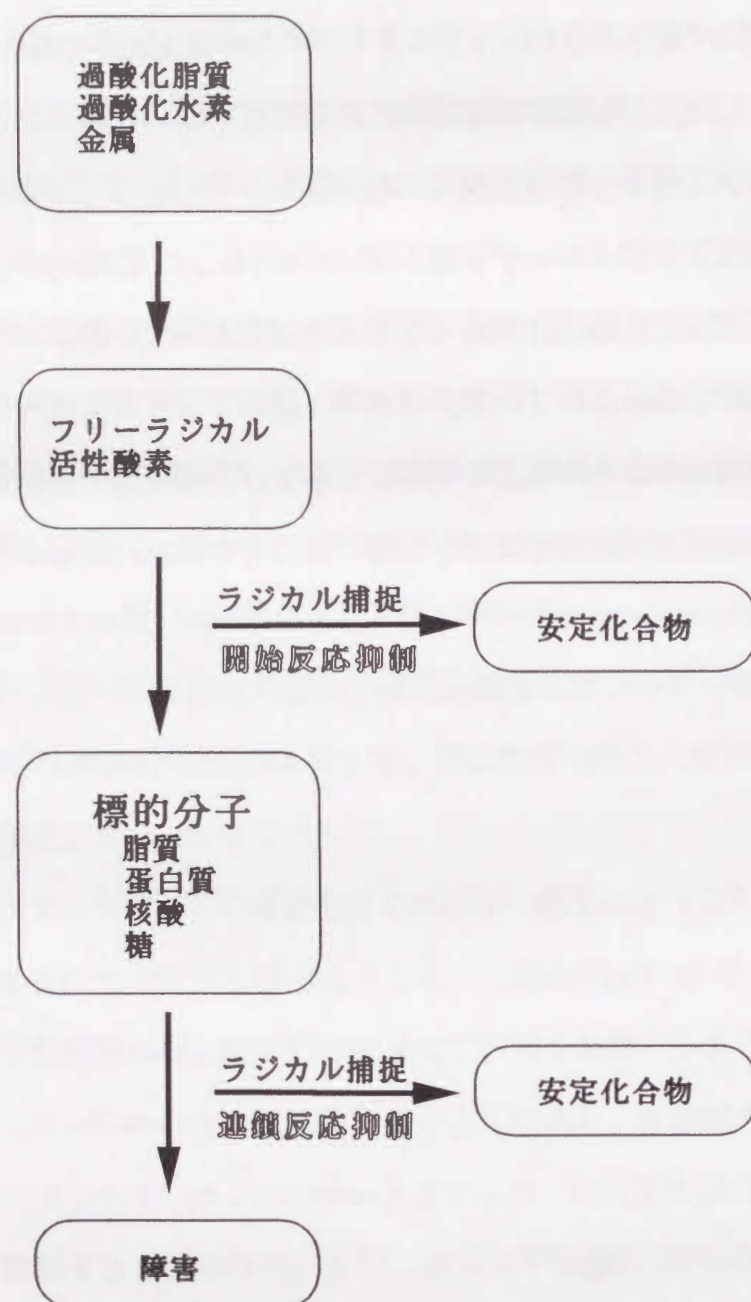 過酸化脂質
過酸化水素
金属
フリーラジカル
活性酸素
ラジカル捕捉
開始反応抑制
安定化合物
標的分子
脂質
蛋白質
核酸
糖
ラジカル捕捉
連鎖反応抑制
安定化合物
障害